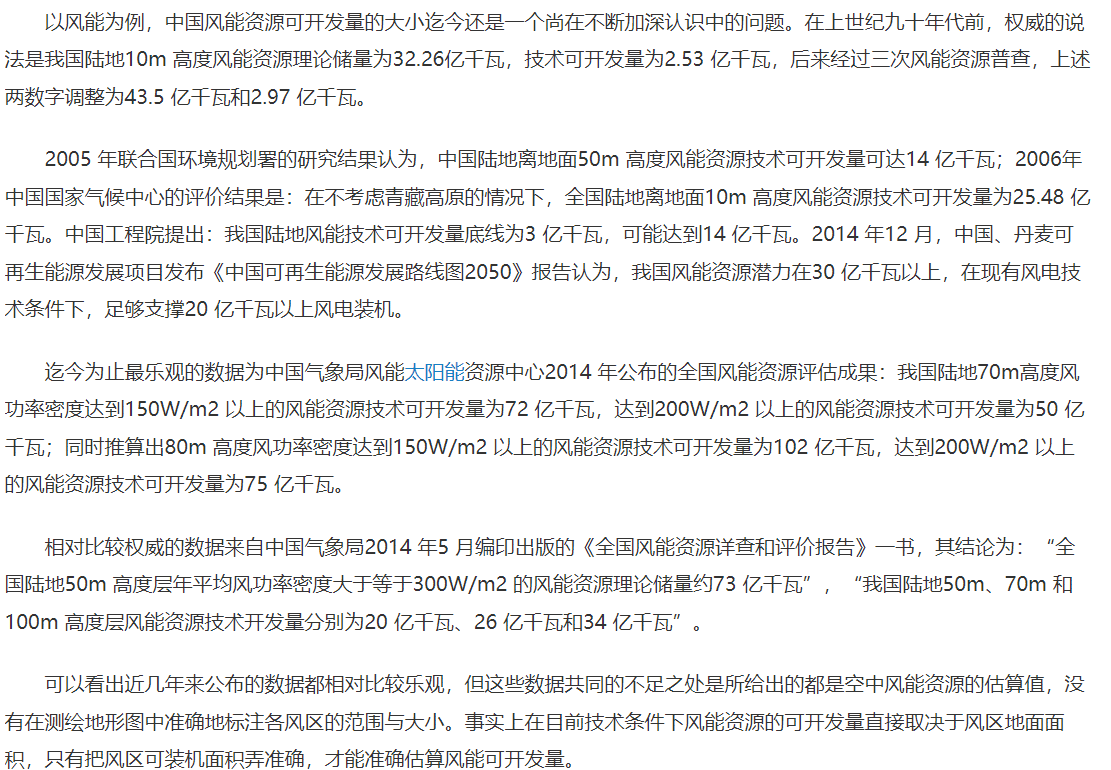 以风能为例，中国风能资源可开发量的大小迄今还是一个尚在不断加深认识中的问题。在上世纪九十年代前，权威的说
法是我国陆地10m 高度风能资源理论储量为32.26亿千瓦，技术可开发量为2.53 亿千瓦，后来经过三次风能资源普查，上述
两数字调整为43.5 亿千瓦和2.97 亿千瓦。
2005 年联合国环境规划署的研究结果认为，中国陆地离地面50m 高度风能资源技术可开发量可达14 亿千瓦；2006年
中国国家气候中心的评价结果是：在不考虑青藏高原的情况下，全国陆地离地面10m 高度风能资源技术可开发量为25.48 亿
千瓦。中国工程院提出：我国陆地风能技术可开发量底线为3 亿千瓦，可能达到14 亿千瓦。2014 年12 月，中国、丹麦可
再生能源发展项目发布《中国可再生能源发展路线图2050》报告认为，我国风能资源潜力在30 亿千瓦以上，在现有风电技
术条件下，足够支撑20 亿千瓦以上风电装机。
迄今为止最乐观的数据为中国气象局风能太阳能资源中心2014 年公布的全国风能资源评估成果：我国陆地70m高度风
功率密度达到150W/m2 以上的风能资源技术可开发量为72 亿千瓦，达到200W/m2 以上的风能资源技术可开发量为50 亿
千瓦；同时推算出80m 高度风功率密度达到150W/m2 以上的风能资源技术可开发量为102 亿千瓦，达到200W/m2 以上
的风能资源技术可开发量为75 亿千瓦。
相对比较权威的数据来自中国气象局2014 年5 月编印出版的《全国风能资源详查和评价报告》一书，其结论为：“全
国陆地50m 高度层年平均风功率密度大于等于300W/m2 的风能资源理论储量约73 亿千瓦”，“我国陆地50m、70m 和
100m 高度层风能资源技术开发量分别为20 亿千瓦、26 亿千瓦和34 亿千瓦”。
可以看出近几年来公布的数据都相对比较乐观，但这些数据共同的不足之处是所给出的都是空中风能资源的估算值，没
有在测绘地形图中准确地标注各风区的范围与大小。事实上在目前技术条件下风能资源的可开发量直接取决于风区地面面
积，只有把风区可装机面积弄准确，才能准确估算风能可开发量。